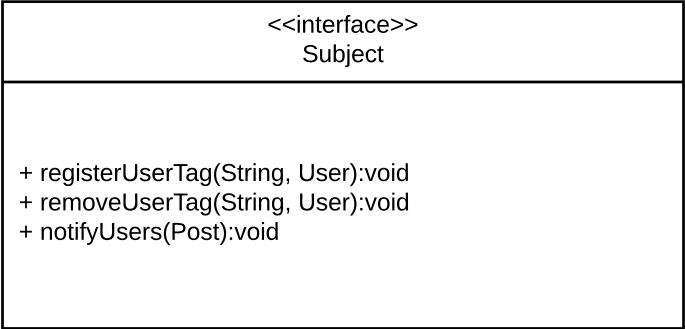 <<interface>>
Subject
+ registerUserTag(String, User):void
+ removeUserTag(String, User):void
+ notifyUsers(Post):void